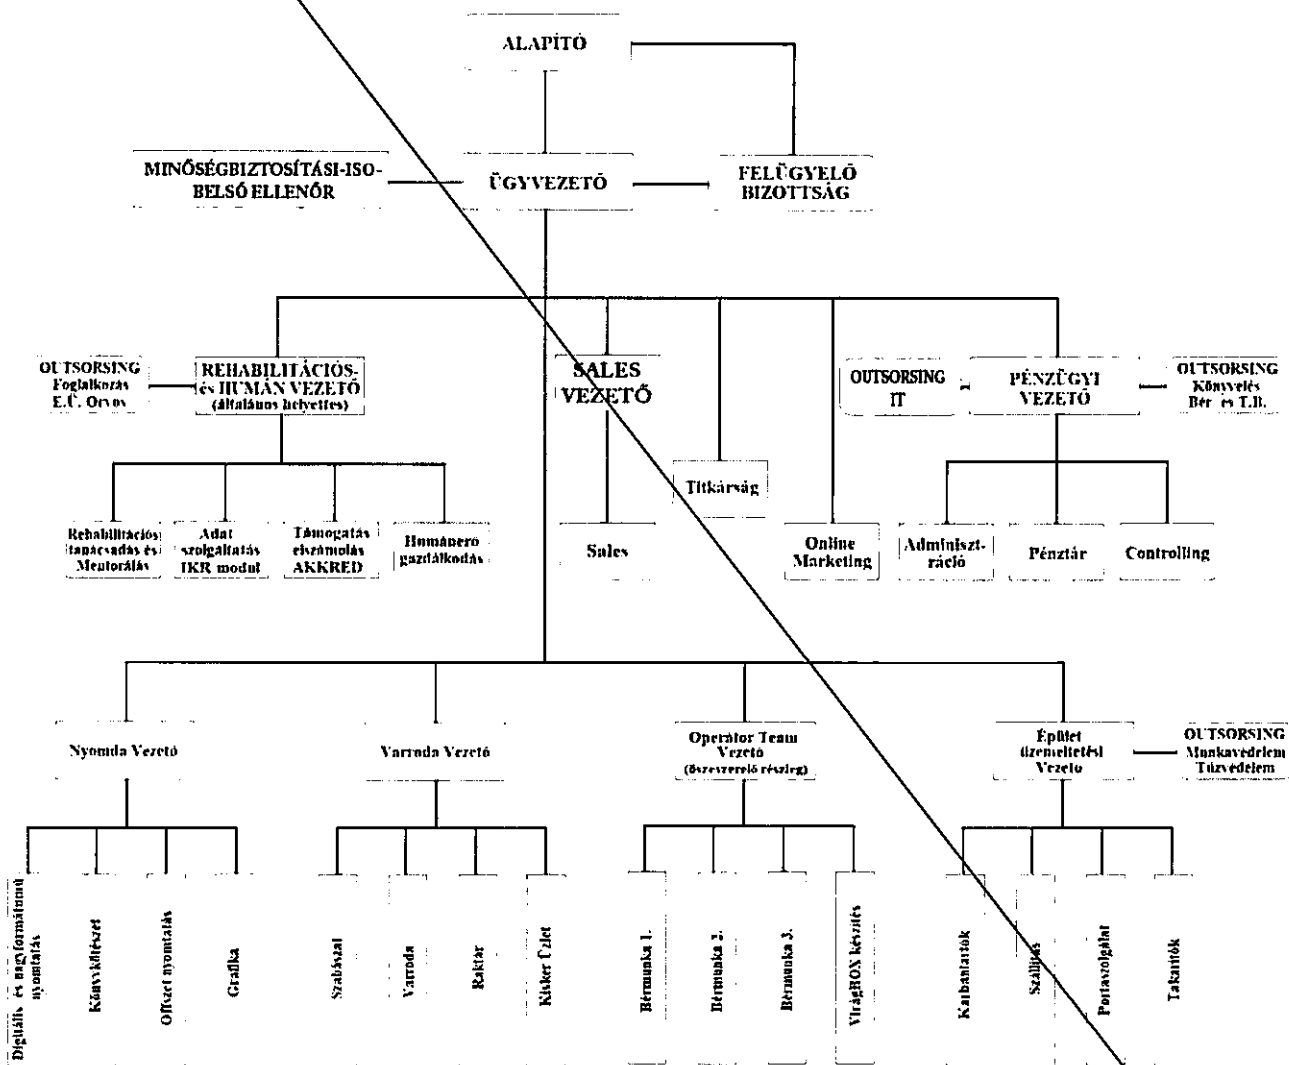 ALAPÍTÓ
MINŐSÉGBIZTOSÍTÁSI-ISO-
BELSŐ ELLENŐR
ÜGYVEZETŐ
FELÜGYELŐ
BIZOTTSÁG
OUTSORSING
Foglalkozás
E.Ü. Orvos
REHABILITÁCIÓS-
és HUMÁN VEZETŐ
(általános helyettes)
SALES
VEZETŐ
OUTSORSING
IT
PÉNZÜGYI
VEZETŐ
OUTSORSING
Könyvelés
Bér- és T.B.
Titkárság
Rehabilitációs
tanácsadás és
Mentorálás
Adat
szolgáltatás
IKR modul
Támogatás
elszámolás
AKKRED
Humánerő
gazdálkodás
Sales
Online
Marketing
Adminiszt-
ráció
Pénztár
Controlling
Nyomda Vezető
Varroda Vezető
Operátor Team
Vezető
(összeszerelő részleg)
Épület
üzemeltetési
Vezető
OUTSORSING
Munkavédelem
Tűzvédelem
Digitális és nagyformátumú
nyomtatás
Könyvkötészet
Offszet nyomtatás
Grafika
Szabászat
Varroda
Raktár
Kisker Üzlet
Bérmunka 1.
Bérmunka 2.
Bérmunka 3.
VirágBOX készítés
Karbantartók
Szállítás
Portaszolgálat
Takarítók